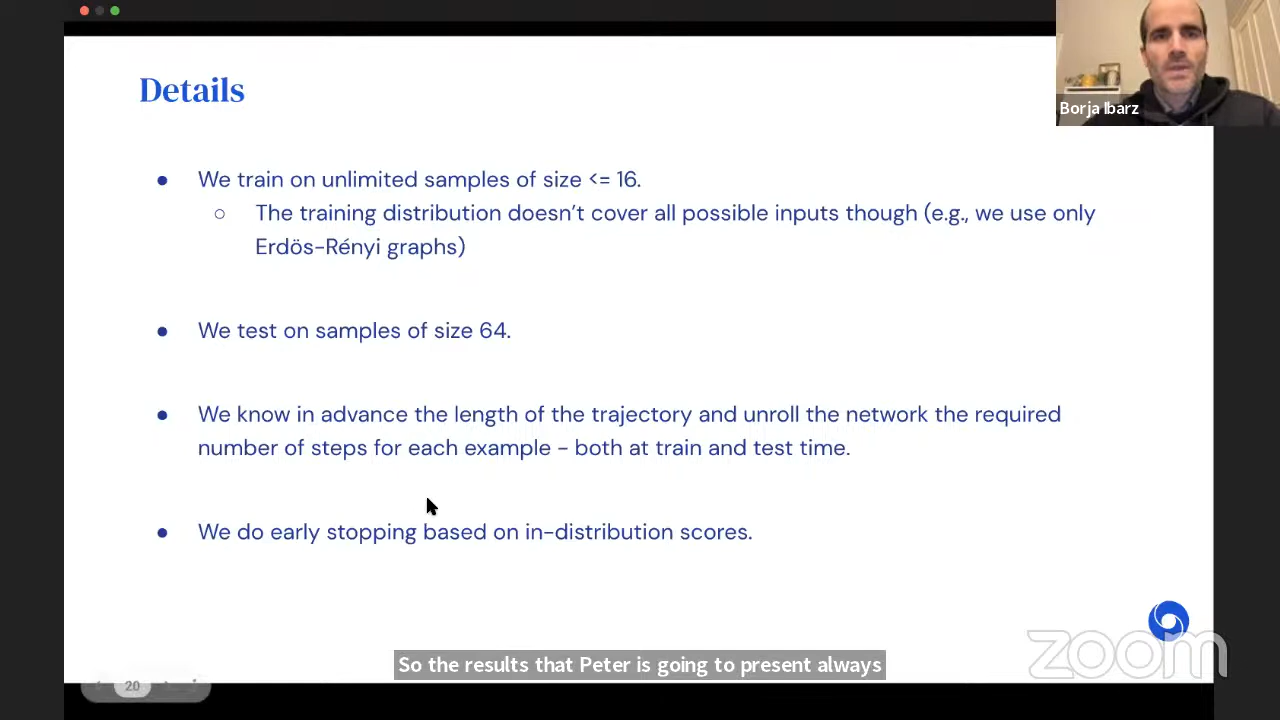 Details
Borja Ibarz
● We train on unlimited samples of size <= 16.
○ The training distribution doesn’t cover all possible inputs though (e.g., we use only
Erdös-Rényi graphs)
● We test on samples of size 64.
● We know in advance the length of the trajectory and unroll the network the required
number of steps for each example - both at train and test time.
● We do early stopping based on in-distribution scores.
So the results that Peter is going to present always
zoom
20